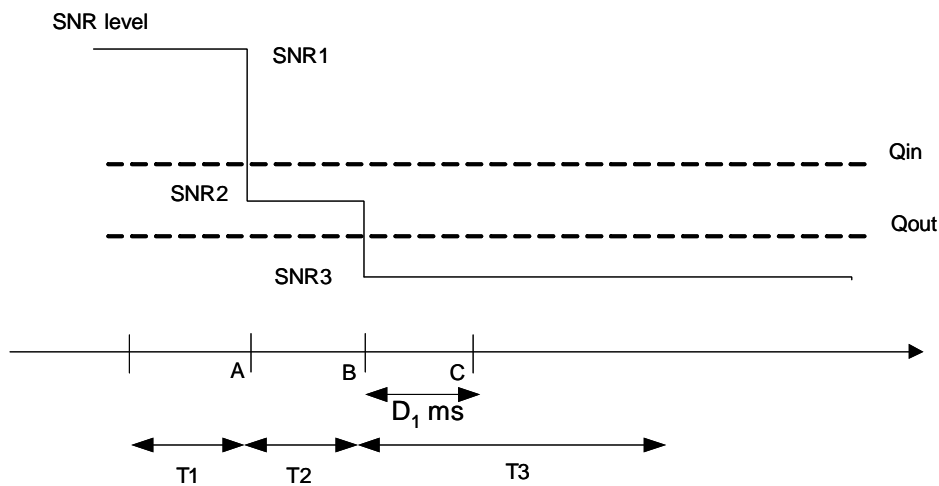 SNR level
SNR1
Qin
SNR2
Qout
SNR3
A
B
C
D₁ ms
T1
T2
T3